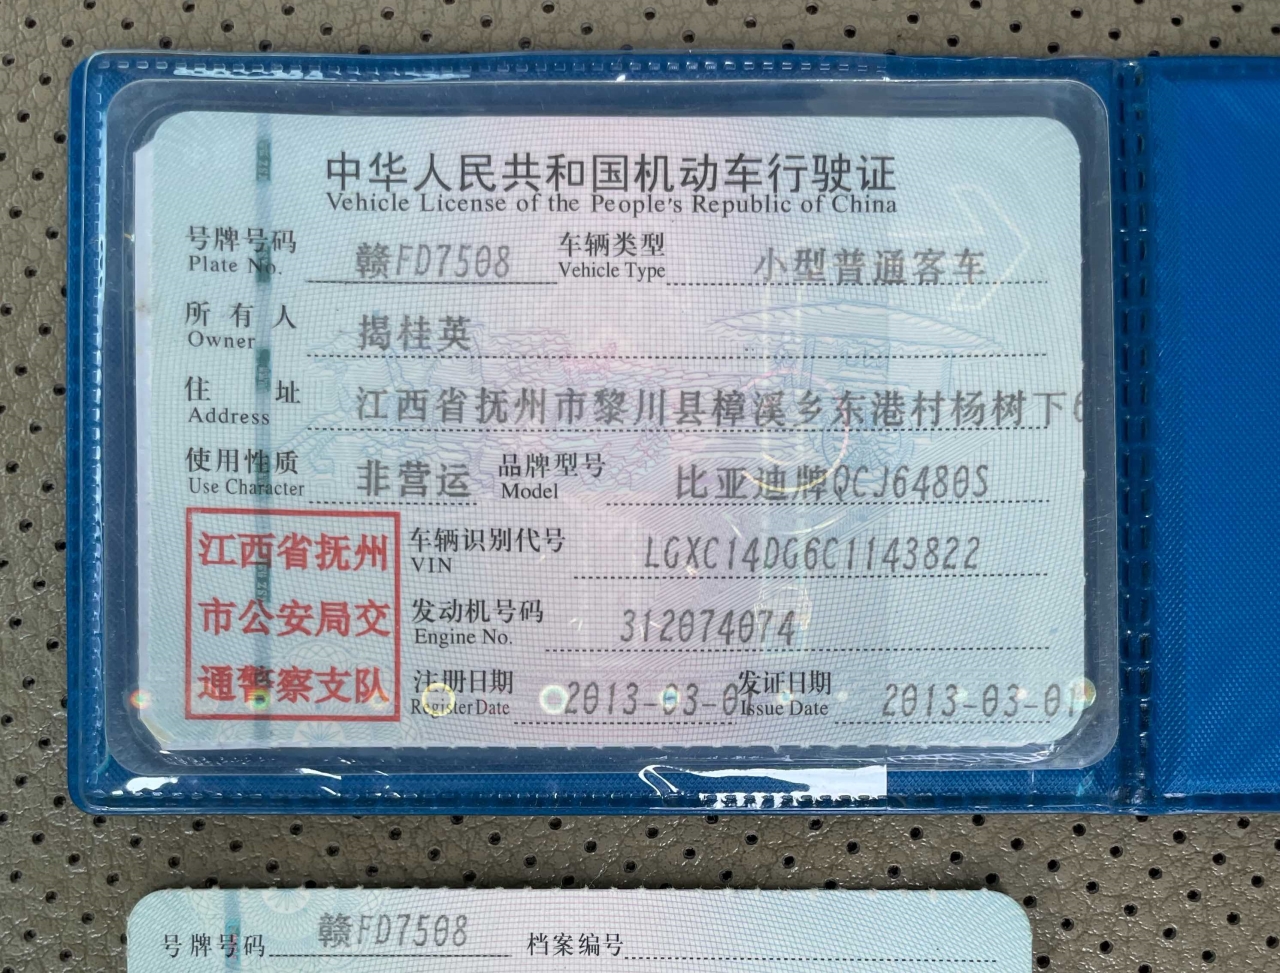 中华人民共和国机动车行驶证
Vehicle License of the People's Republic of China
号牌号码 赣FD7508 车辆类型 小型普通客车
Plate No. Vehicle Type
所有人 揭桂英
Owner
住址 江西省抚州市黎川县樟溪乡东港村杨树下6
Address
使用性质 非营运 品牌型号 比亚迪牌QCJ6480S
Use Character Model
江西省抚州 车辆识别代号 LGXC14DG6C1143822
VIN
市公安局交 发动机号码 312074074
Engine No.
通警察支队 注册日期 2013-03-01 发证日期 2013-03-01
Register Date Issue Date
号牌号码 赣FD7508 档案编号